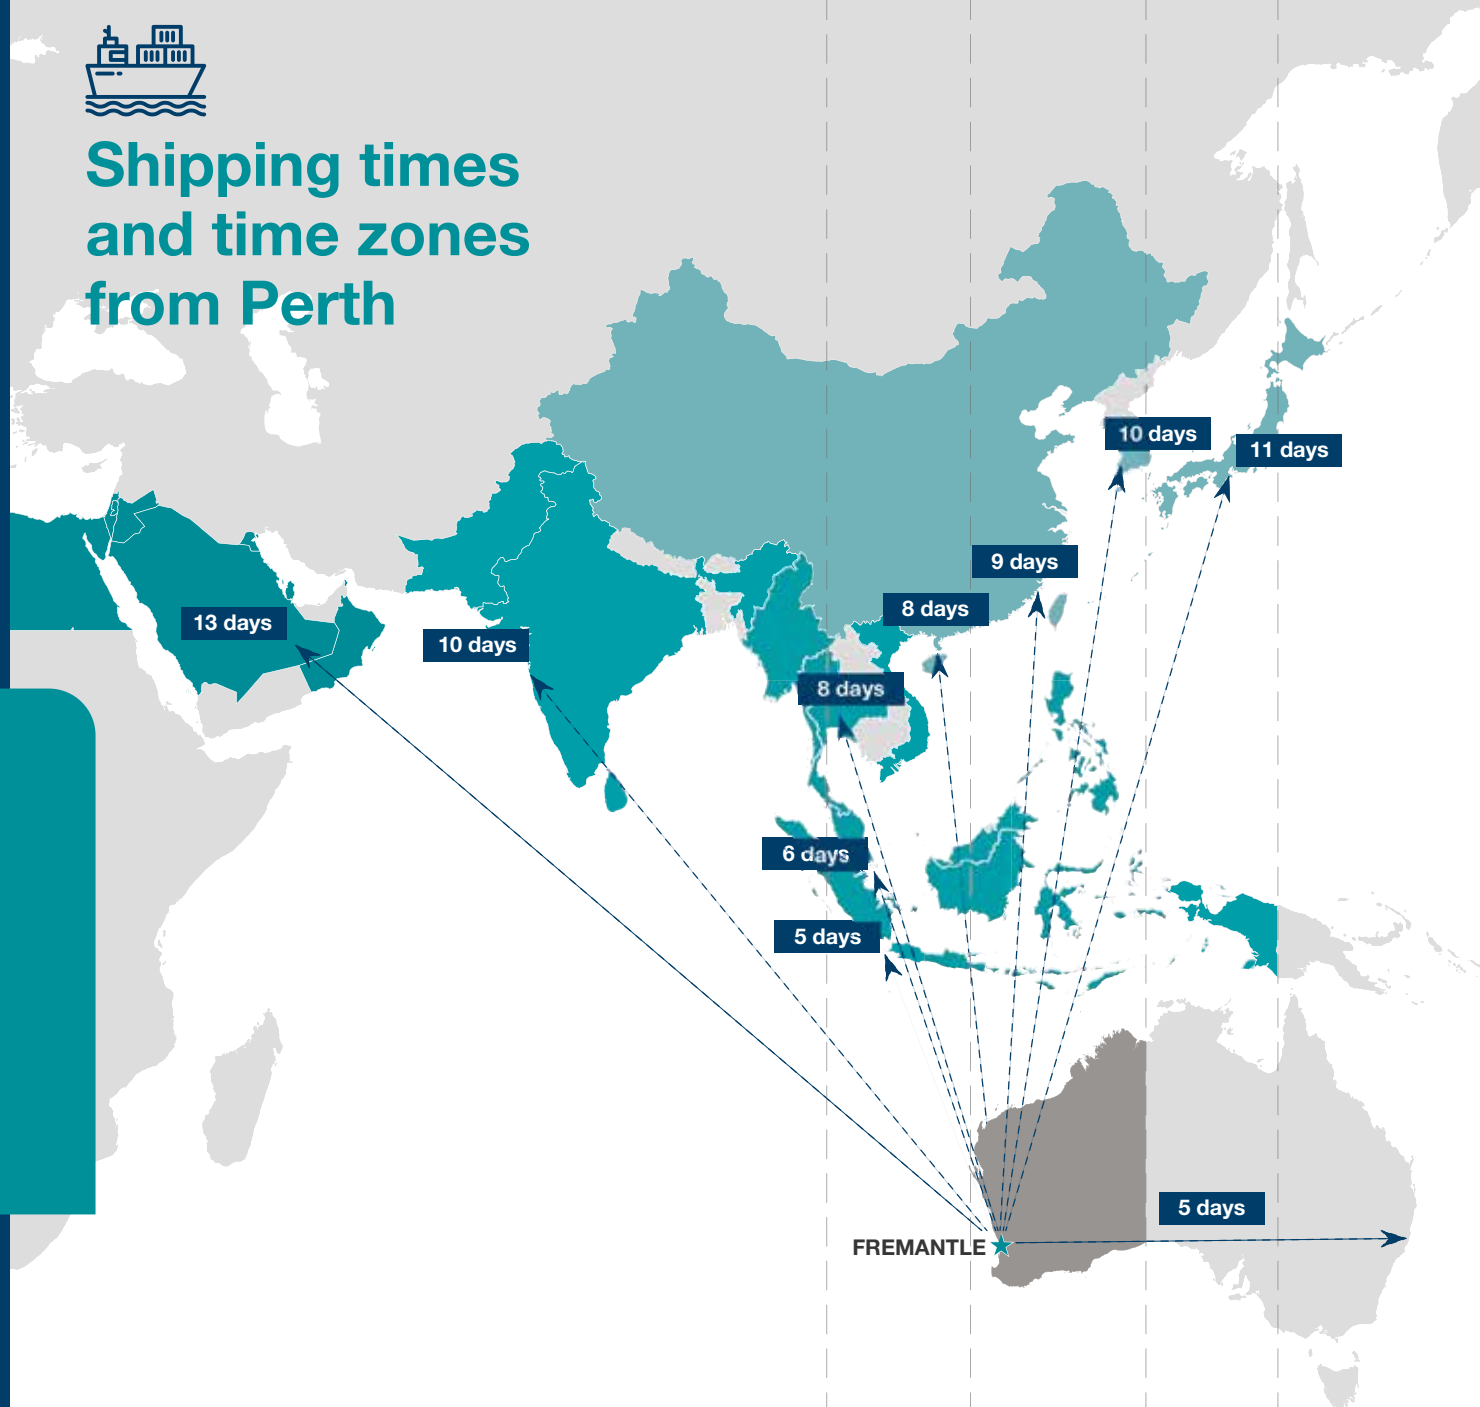 Shipping times
and time zones
from Perth
10 days
11 days
9 days
8 days
13 days
10 days
8 days
6 days
5 days
5 days
FREMANTLE